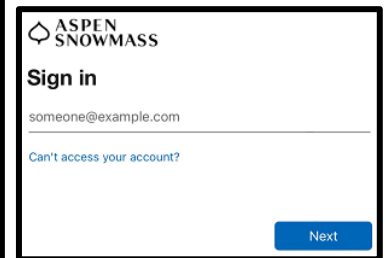 ASPEN
SNOWMASS
Sign in
someone@example.com
Can't access your account?
Next